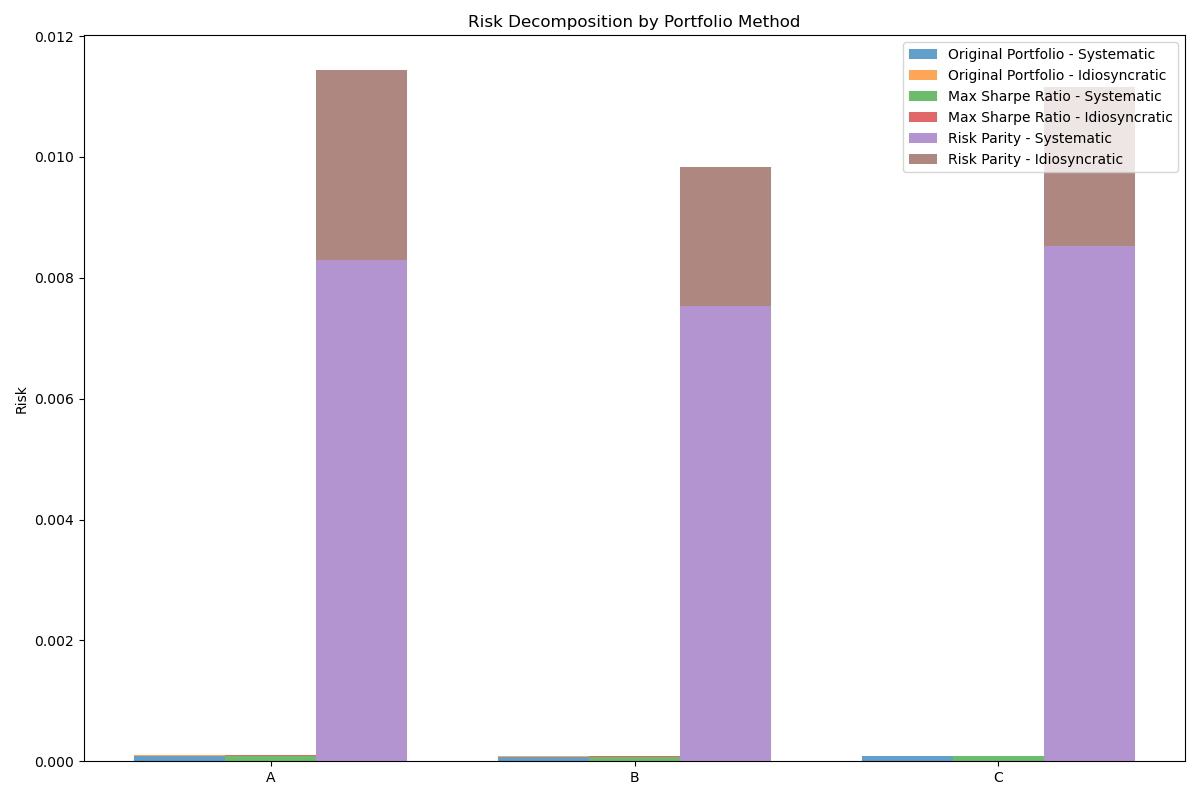 Risk Decomposition by Portfolio Method
0.012
0.010
0.008
0.006
0.004
0.002
0.000
Risk
Original Portfolio - Systematic
Original Portfolio - Idiosyncratic
Max Sharpe Ratio - Systematic
Max Sharpe Ratio - Idiosyncratic
Risk Parity - Systematic
Risk Parity - Idiosyncratic
A
B
C